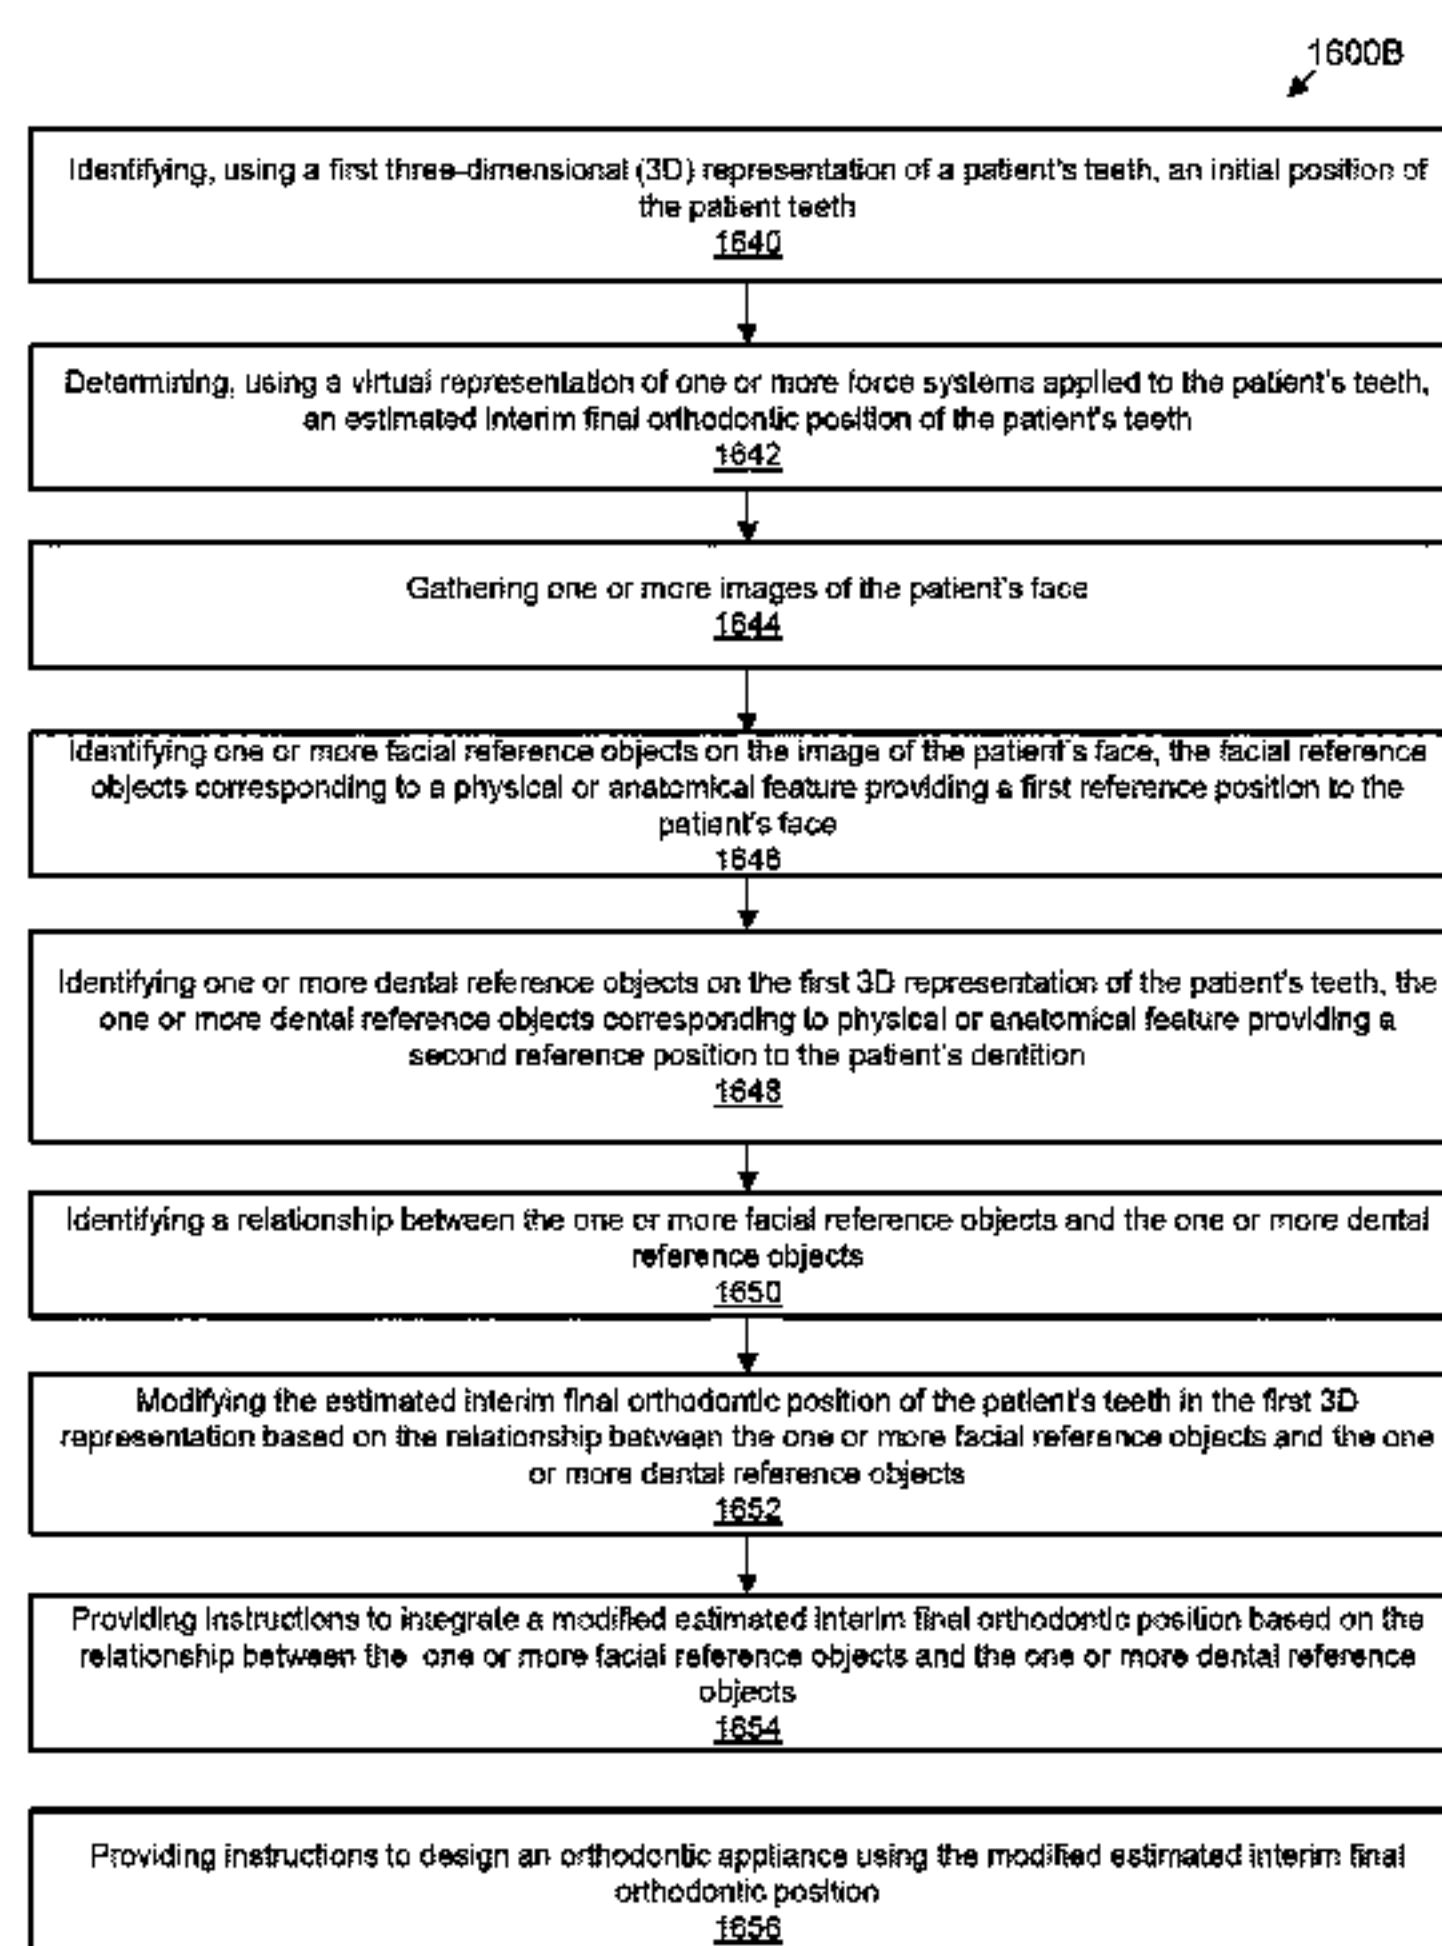 1600B
Identifying, using a first three-dimensional (3D) representation of a patient's teeth, an initial position of
the patient teeth
1640
Determining, using a virtual representation of one or more force systems applied to the patient's teeth,
an estimated interim final orthodontic position of the patient's teeth
1642
Gathering one or more images of the patient's face
1644
Identifying one or more facial reference objects on the image of the patient's face, the facial reference
objects corresponding to a physical or anatomical feature providing a first reference position to the
patient's face
1646
Identifying one or more dental reference objects on the first 3D representation of the patient's teeth, the
one or more dental reference objects corresponding to physical or anatomical feature providing a
second reference position to the patient's dentition
1648
Identifying a relationship between the one or more facial reference objects and the one or more dental
reference objects
1650
Modifying the estimated interim final orthodontic position of the patient's teeth in the first 3D
representation based on the relationship between the one or more facial reference objects and the one
or more dental reference objects
1652
Providing instructions to integrate a modified estimated interim final orthodontic position based on the
relationship between the one or more facial reference objects and the one or more dental reference
objects
1654
Providing instructions to design an orthodontic appliance using the modified estimated interim final
orthodontic position
1656